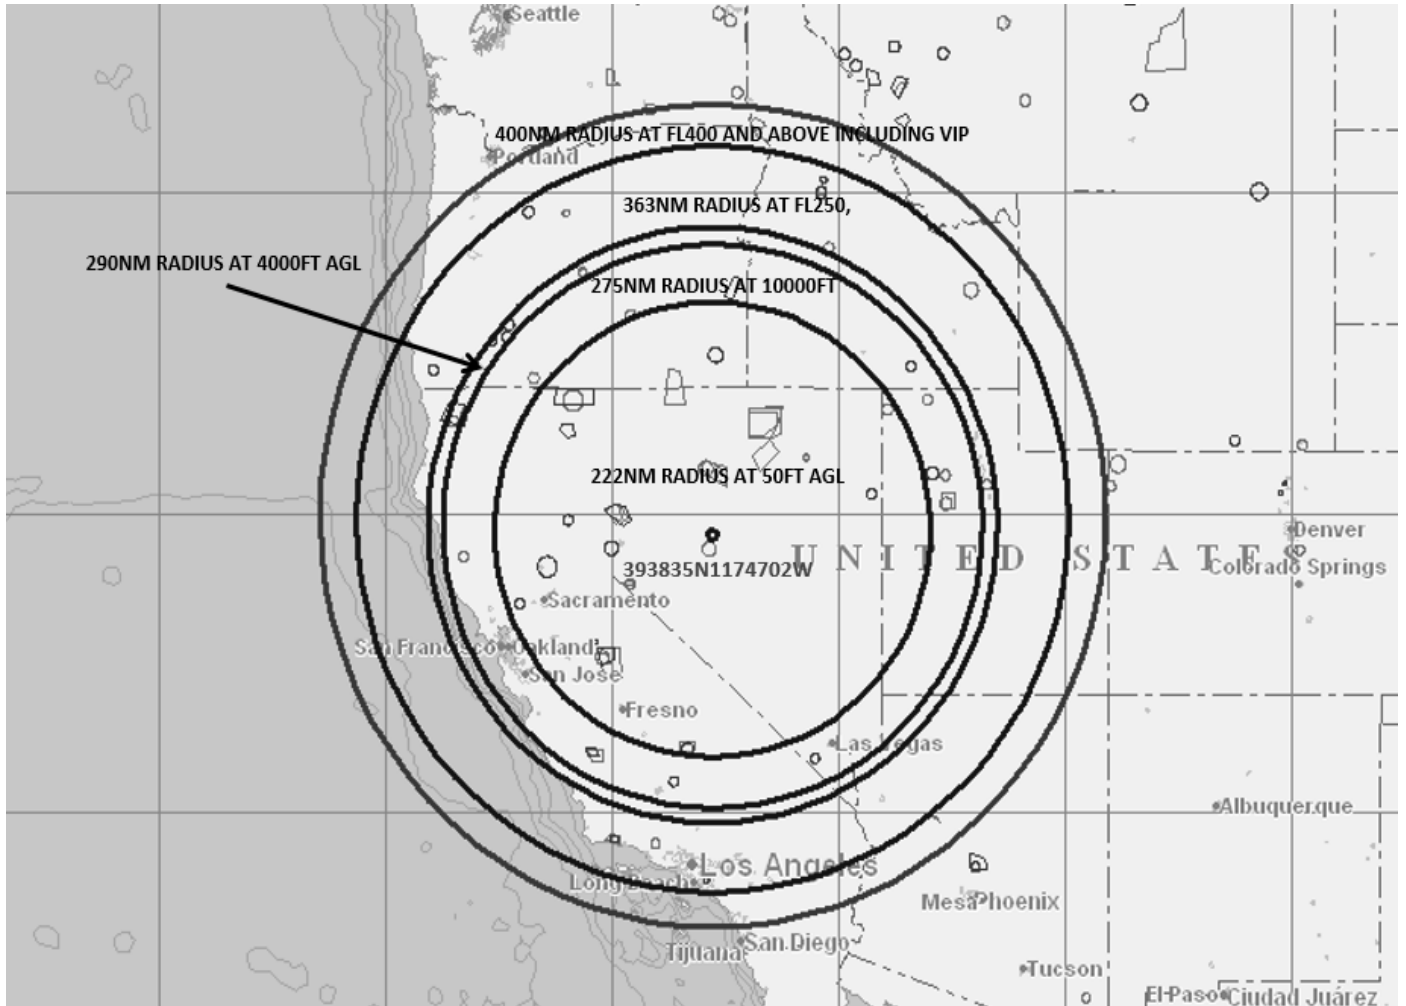 Seattle
400NM RADIUS AT FL400 AND ABOVE INCLUDING VIP
Portland
363NM RADIUS AT FL250,
290NM RADIUS AT 4000FT AGL
275NM RADIUS AT 10000FT
222NM RADIUS AT 50FT AGL
Denver
UNITED STATES
Colorado Springs
393835N1174702W
Sacramento
San Francisco
Oakland
San Jose
Fresno
Las Vegas
Albuquerque
Los Angeles
Long Beach
Mesa
Phoenix
San Diego
Tijuana
Tucson
El Paso
Ciudad Juárez